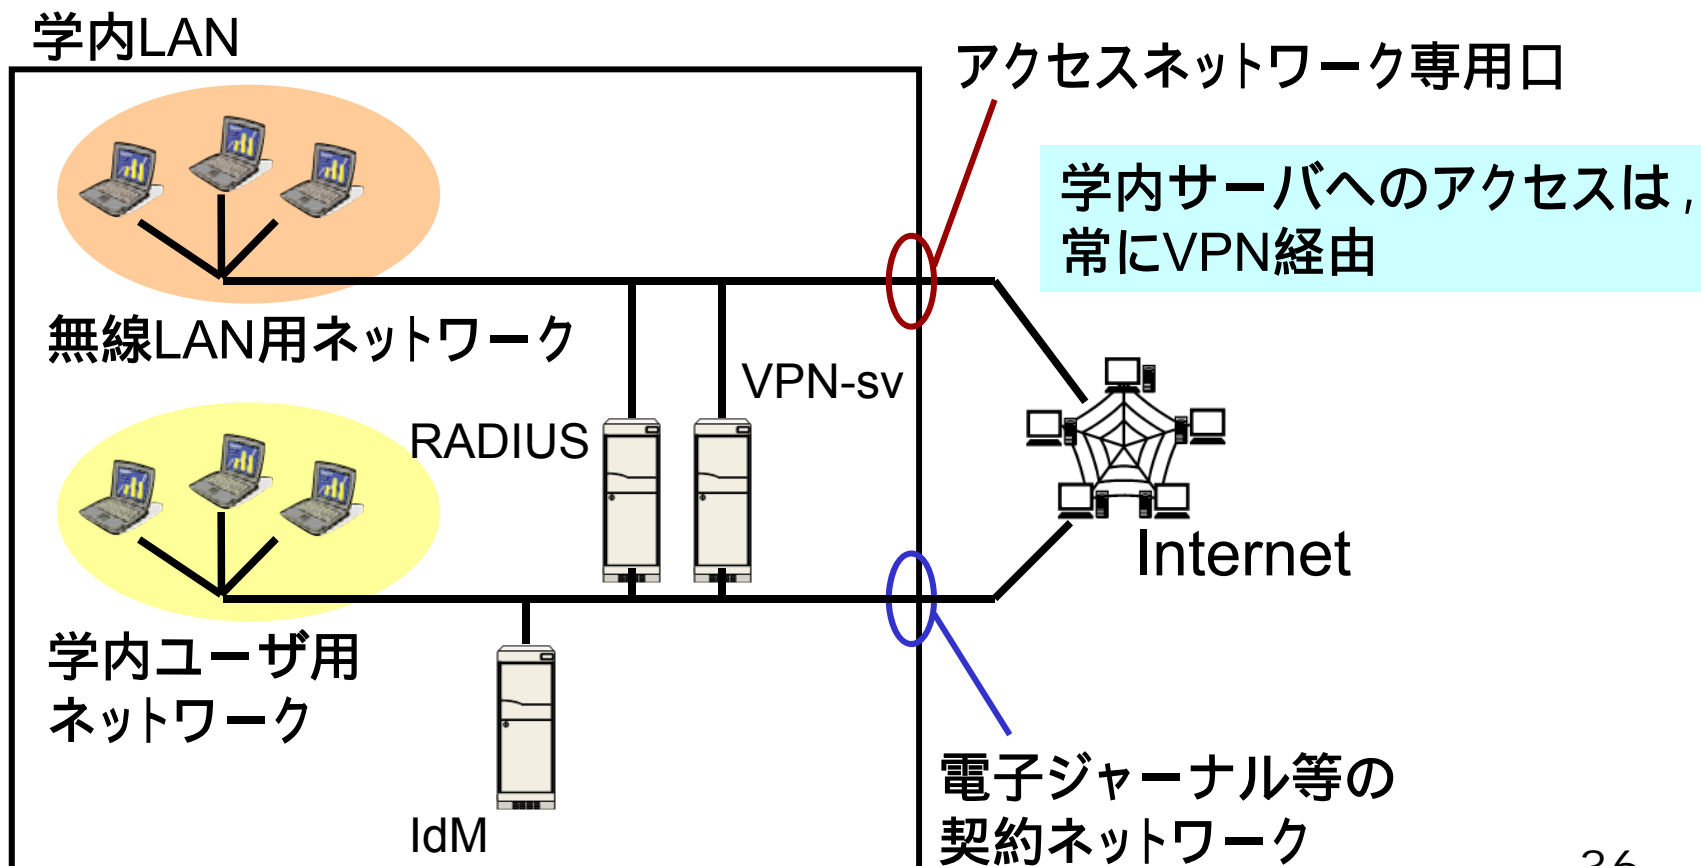 学内LAN
アクセスネットワーク専用口
学内サーバへのアクセスは,
常にVPN経由
無線LAN用ネットワーク
VPN-sv
RADIUS
Internet
学内ユーザ用
ネットワーク
IdM
電子ジャーナル等の
契約ネットワーク
36